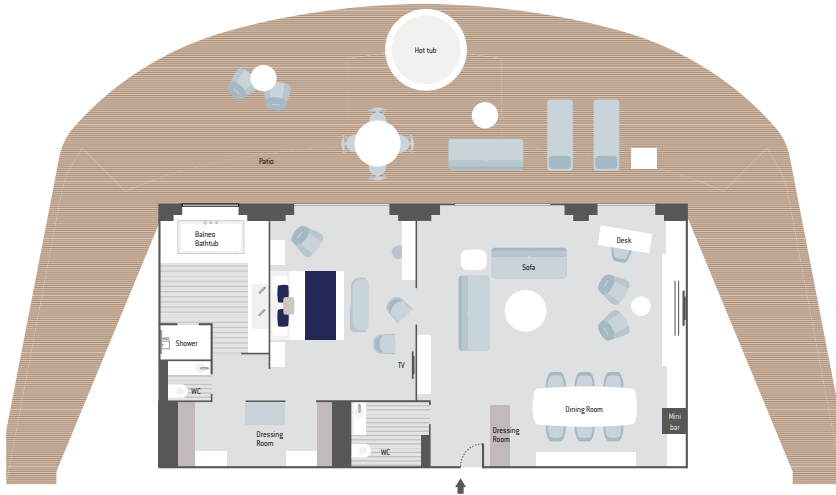 Hot tub
Patio
Balneo
Bathtub
Desk
Sofa
Shower
TV
WC
Dining Room
Mini
bar
Dressing
Room
Dressing
Room
WC